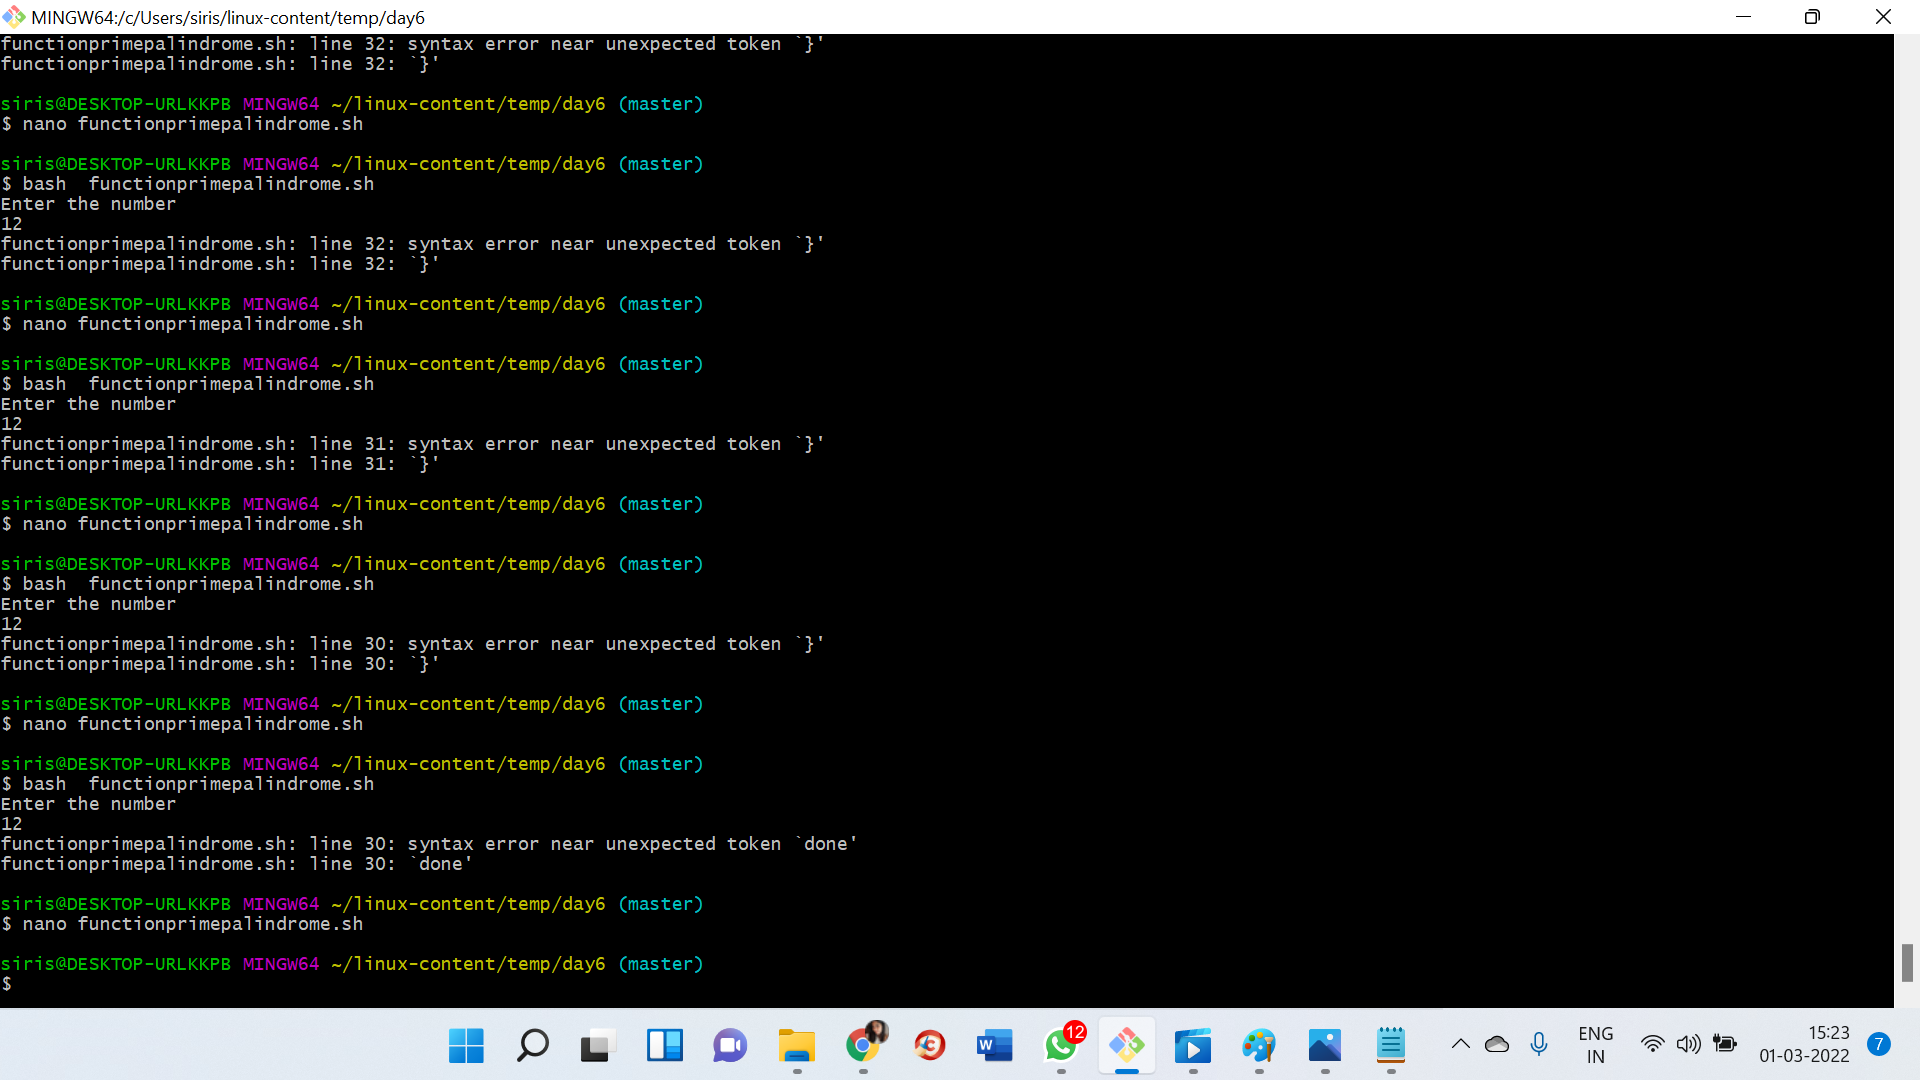 MINGW64:/c/Users/siris/linux-content/temp/day6
functionprimepalindrome.sh: line 32: syntax error near unexpected token `}'
functionprimepalindrome.sh: line 32: `}'
siris@DESKTOP-URLKKPB MINGW64 ~/linux-content/temp/day6 (master)
$ nano functionprimepalindrome.sh
siris@DESKTOP-URLKKPB MINGW64 ~/linux-content/temp/day6 (master)
$ bash  functionprimepalindrome.sh
Enter the number
12
functionprimepalindrome.sh: line 32: syntax error near unexpected token `}'
functionprimepalindrome.sh: line 32: `}'
siris@DESKTOP-URLKKPB MINGW64 ~/linux-content/temp/day6 (master)
$ nano functionprimepalindrome.sh
siris@DESKTOP-URLKKPB MINGW64 ~/linux-content/temp/day6 (master)
$ bash  functionprimepalindrome.sh
Enter the number
12
functionprimepalindrome.sh: line 31: syntax error near unexpected token `}'
functionprimepalindrome.sh: line 31: `}'
siris@DESKTOP-URLKKPB MINGW64 ~/linux-content/temp/day6 (master)
$ nano functionprimepalindrome.sh
siris@DESKTOP-URLKKPB MINGW64 ~/linux-content/temp/day6 (master)
$ bash  functionprimepalindrome.sh
Enter the number
12
functionprimepalindrome.sh: line 30: syntax error near unexpected token `}'
functionprimepalindrome.sh: line 30: `}'
siris@DESKTOP-URLKKPB MINGW64 ~/linux-content/temp/day6 (master)
$ nano functionprimepalindrome.sh
siris@DESKTOP-URLKKPB MINGW64 ~/linux-content/temp/day6 (master)
$ bash  functionprimepalindrome.sh
Enter the number
12
functionprimepalindrome.sh: line 30: syntax error near unexpected token `done'
functionprimepalindrome.sh: line 30: `done'
siris@DESKTOP-URLKKPB MINGW64 ~/linux-content/temp/day6 (master)
$ nano functionprimepalindrome.sh
siris@DESKTOP-URLKKPB MINGW64 ~/linux-content/temp/day6 (master)
$
W
12
ENG
IN
15:23
01-03-2022
7